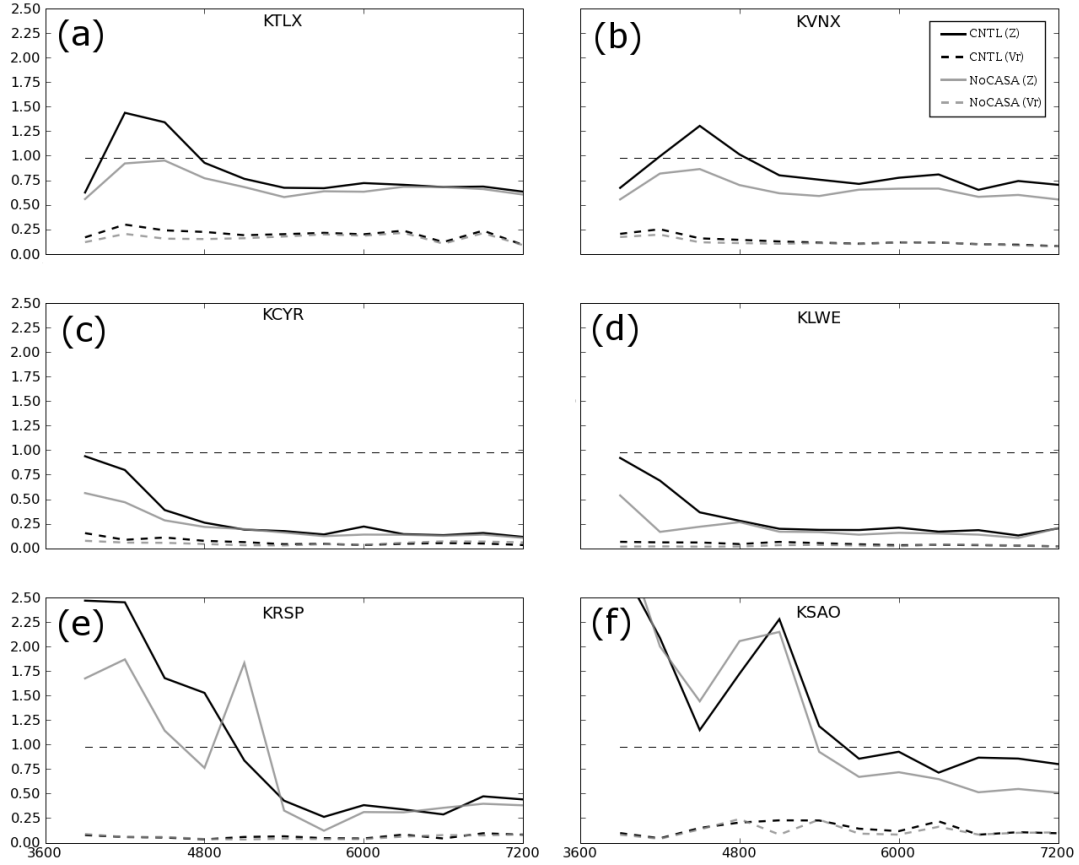 (a) KTLX
2.50
2.25
2.00
1.75
1.50
1.25
1.00
0.75
0.50
0.25
0.00
(b) KVNX
CNTL (Z)
CNTL (Vr)
NoCASA (Z)
NoCASA (Vr)
(c) KCYR
2.50
2.25
2.00
1.75
1.50
1.25
1.00
0.75
0.50
0.25
0.00
(d) KLWE
(e) KRSP
2.50
2.25
2.00
1.75
1.50
1.25
1.00
0.75
0.50
0.25
0.00
3600 4800 6000 7200
(f) KSAO
3600 4800 6000 7200